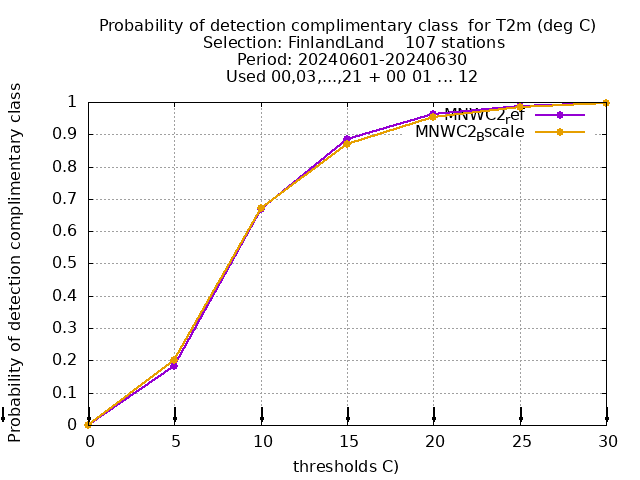 Probability of detection complimentary class  for T2m (deg C)
Selection: FinlandLand    107 stations
Period: 20240601-20240630
Used 00,03,...,21 + 00 01 ... 12
Probability of detection complimentary class
1
0.9
0.8
0.7
0.6
0.5
0.4
0.3
0.2
0.1
0
MNWC2ref
MNWC2Bscale
0 5 10 15 20 25 30
thresholds C)